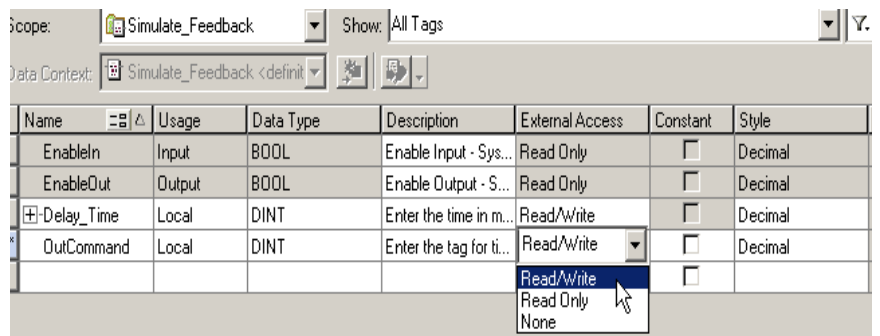 Scope: Simulate_Feedback Show: All Tags
Data Context: Simulate_Feedback <definit
Name Usage Data Type Description External Access Constant Style
EnableIn Input BOOL Enable Input - Sys... Read Only Decimal
EnableOut Output BOOL Enable Output - S... Read Only Decimal
Delay_Time Local DINT Enter the time in m... Read/Write Decimal
OutCommand Local DINT Enter the tag for ti... Read/Write Decimal
Read/Write
Read Only
None